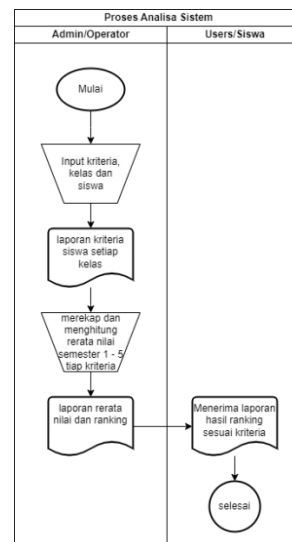 Proses Analisa Sistem
Admin/Operator
Users/Siswa
Mulai
Input kriteria,
kelas dan
siswa
laporan kriteria
siswa setiap
kelas
merekap dan
menghitung
rerata nilai
semester 1 - 5
tiap kriteria
laporan rerata
nilai dan ranking
Menerima laporan
hasil ranking
sesuai kriteria
selesai